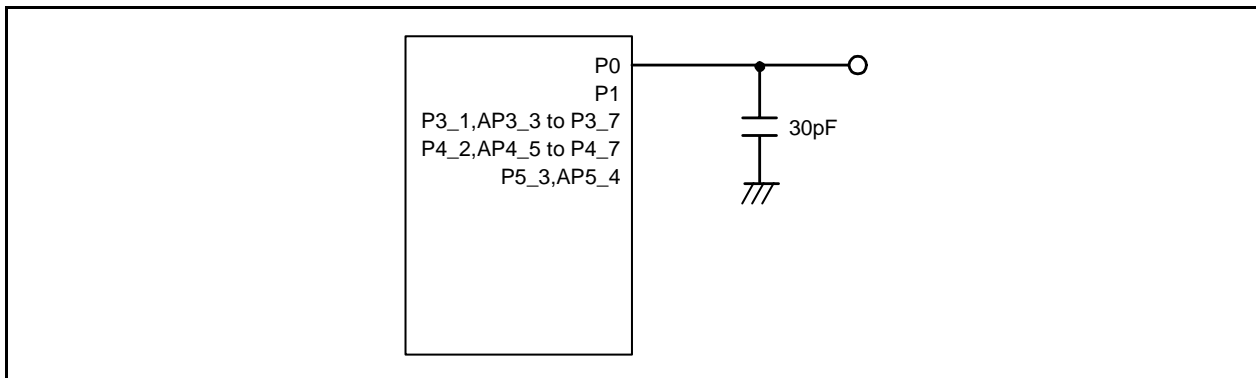 P0
P1
P3_1,AP3_3 to P3_7
P4_2,AP4_5 to P4_7
P5_3,AP5_4
30pF